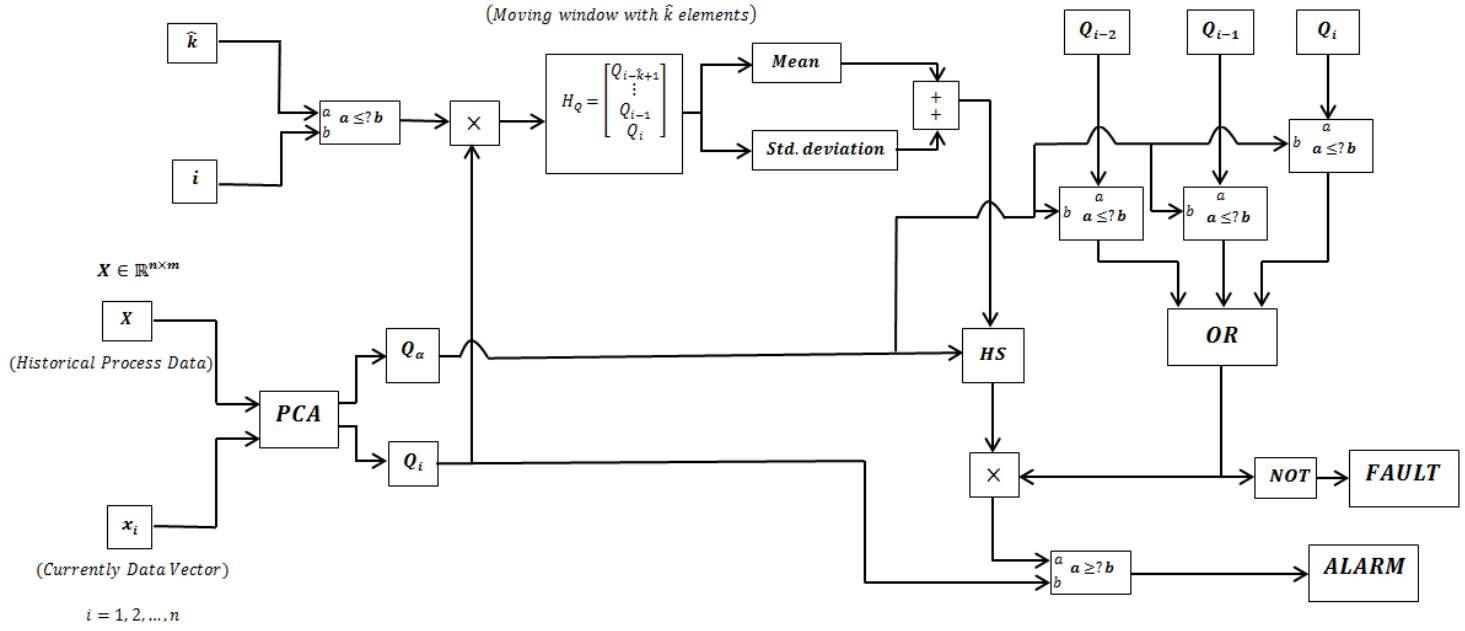 (Moving window with k̂ elements)
k̂
i
a
b
a ≤? b
×
H_Q = [Q_{i−k̂+1}
⋮
Q_{i−1}
Q_i]
Mean
Std. deviation
+
+
Q_{i−2}
Q_{i−1}
Q_i
a
b
a ≤? b
a
b
a ≤? b
a
b
a ≤? b
X ∈ ℝ^{n×m}
X
(Historical Process Data)
PCA
Q_α
Q_i
x_i
(Currently Data Vector)
i = 1, 2, … , n
HS
×
OR
NOT
FAULT
a
b
a ≥? b
ALARM